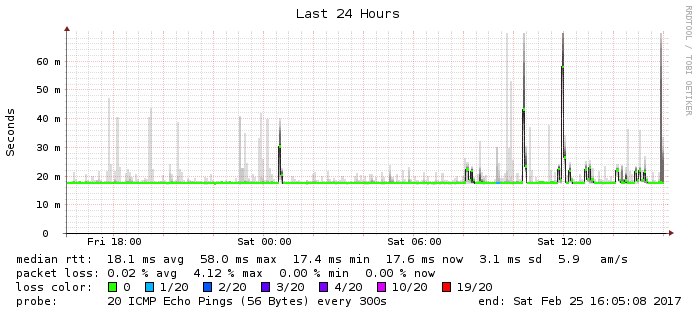 Last 24 Hours
RRDTOOL / TOBI OETIKER
Seconds
60 m
50 m
40 m
30 m
20 m
10 m
0
Fri 18:00 Sat 00:00 Sat 06:00 Sat 12:00
median rtt: 18.1 ms avg 58.0 ms max 17.4 ms min 17.6 ms now 3.1 ms sd 5.9 am/s
packet loss: 0.02 % avg 4.12 % max 0.00 % min 0.00 % now
loss color: 0 1/20 2/20 3/20 4/20 10/20 19/20
probe: 20 ICMP Echo Pings (56 Bytes) every 300s end: Sat Feb 25 16:05:08 2017